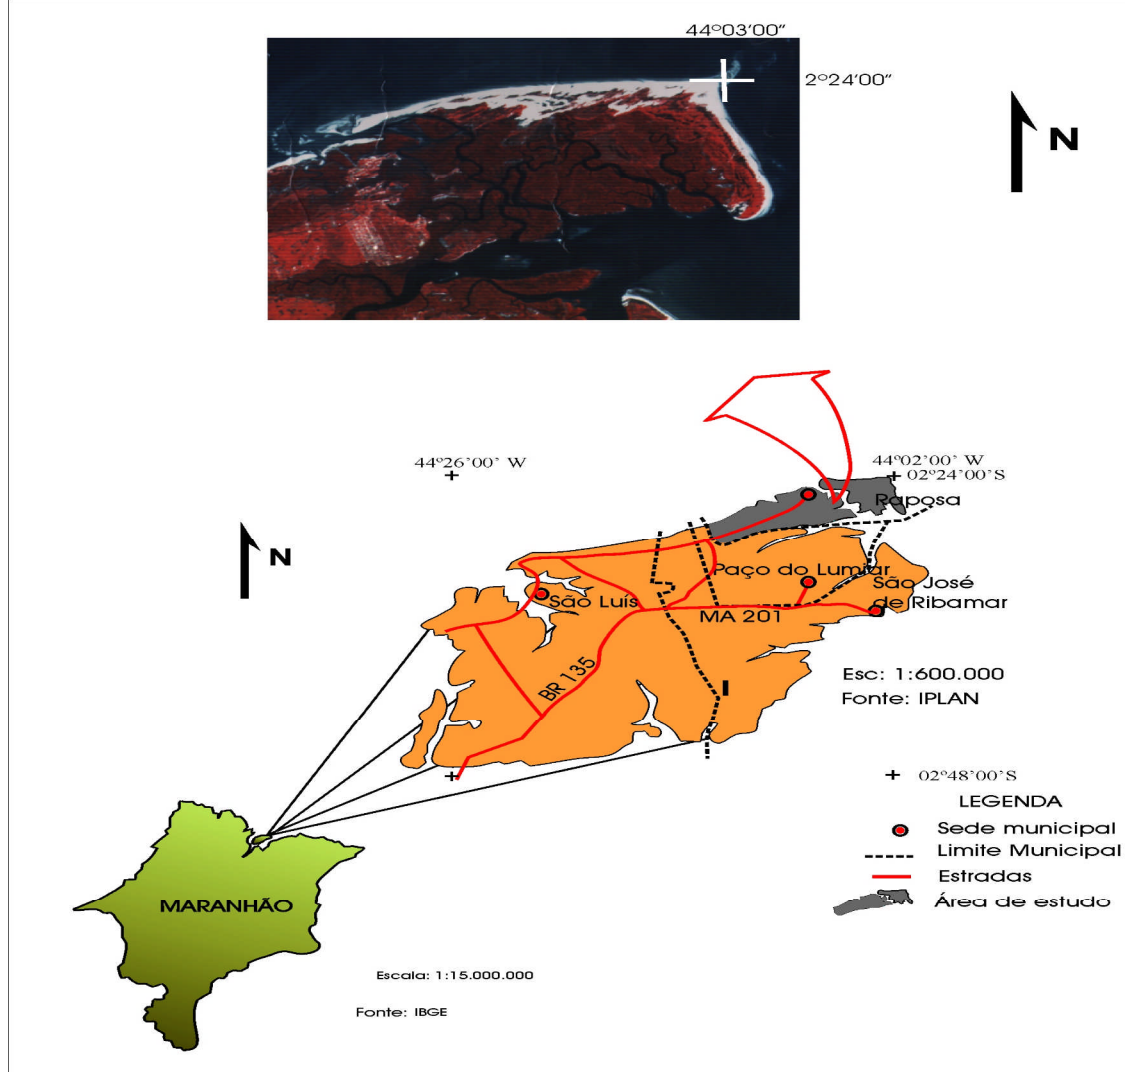 44º03'00"
2º24'00"
N
44º26'00' W
44º02'00' W
02º24'00'S
Raposa
N
Paço do Lumiar
São José
de Ribamar
São Luís
MA 201
BR 135
I
Esc: 1:600.000
Fonte: IPLAN
02º48'00'S
LEGENDA
Sede municipal
Limite Municipal
Estradas
Área de estudo
MARANHÃO
Escala: 1:15.000.000
Fonte: IBGE